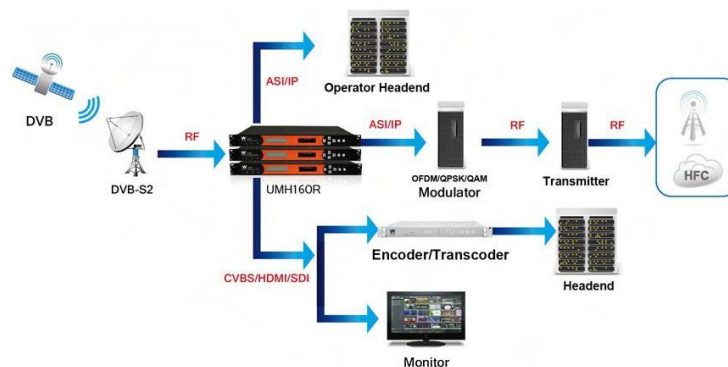 DVB
DVB-S2
RF
UMH160R
ASI/IP
Operator Headend
ASI/IP
OFDM/QPSK/QAM
Modulator
RF
Transmitter
RF
HFC
CVBS/HDMI/SDI
Encoder/Transcoder
Headend
Monitor